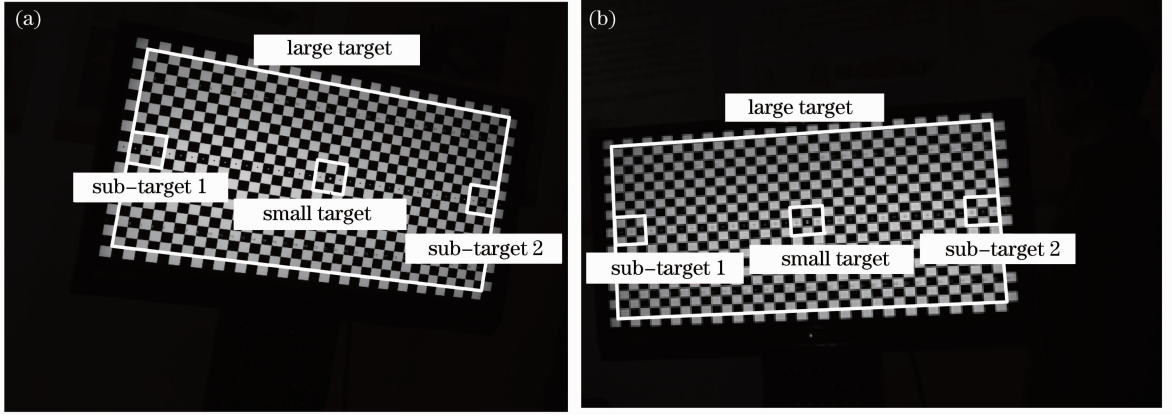 (a)
large target
sub-target 1
small target
sub-target 2
(b)
large target
sub-target 1
small target
sub-target 2